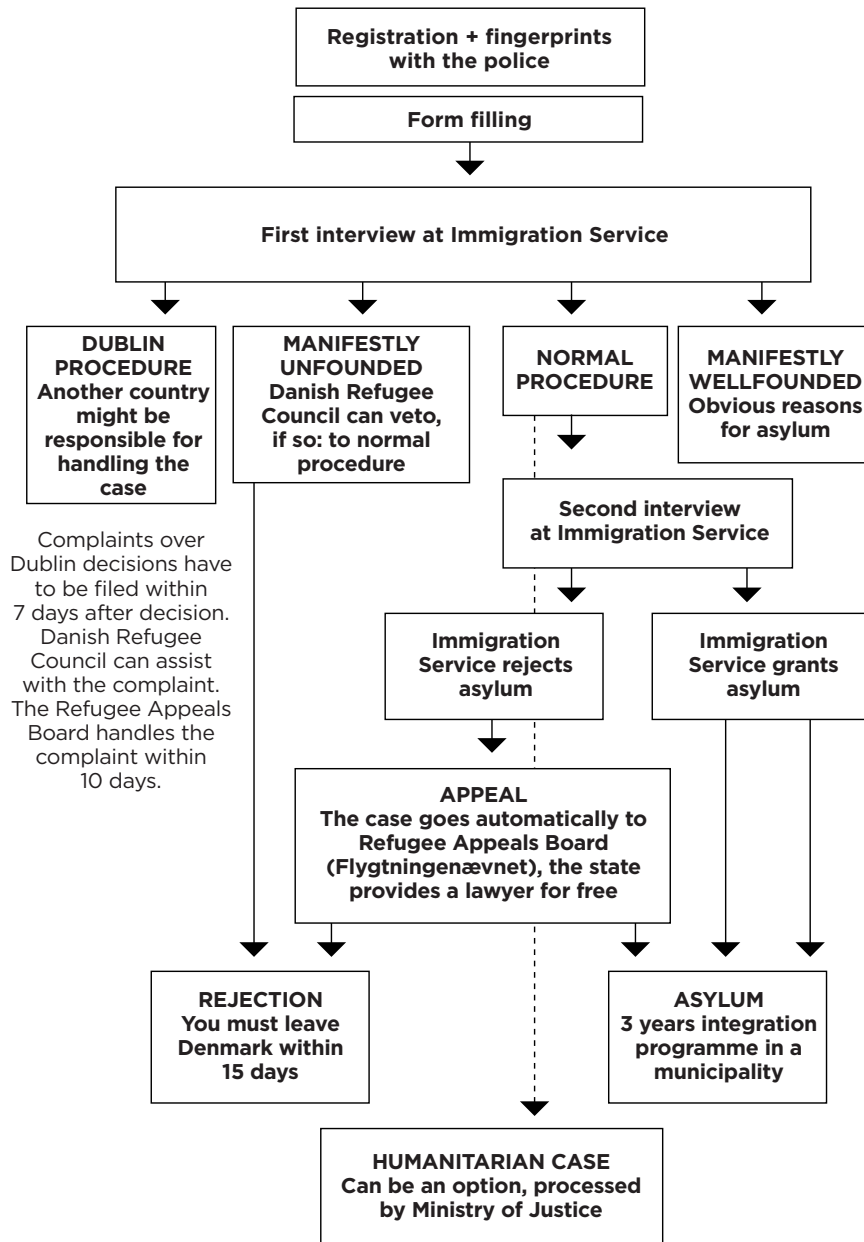 Registration + fingerprints
with the police
Form filling
First interview at Immigration Service
DUBLIN
PROCEDURE
Another country
might be
responsible for
handling the
case
MANIFESTLY
UNFOUNDED
Danish Refugee
Council can veto,
if so: to normal
procedure
NORMAL
PROCEDURE
MANIFESTLY
WELLFOUNDED
Obvious reasons
for asylum
Complaints over
Dublin decisions have
to be filed within
7 days after decision.
Danish Refugee
Council can assist
with the complaint.
The Refugee Appeals
Board handles the
complaint within
10 days.
Second interview
at Immigration Service
Immigration
Service rejects
asylum
Immigration
Service grants
asylum
APPEAL
The case goes automatically to
Refugee Appeals Board
(Flygtningenævnet), the state
provides a lawyer for free
REJECTION
You must leave
Denmark within
15 days
ASYLUM
3 years integration
programme in a
municipality
HUMANITARIAN CASE
Can be an option, processed
by Ministry of Justice